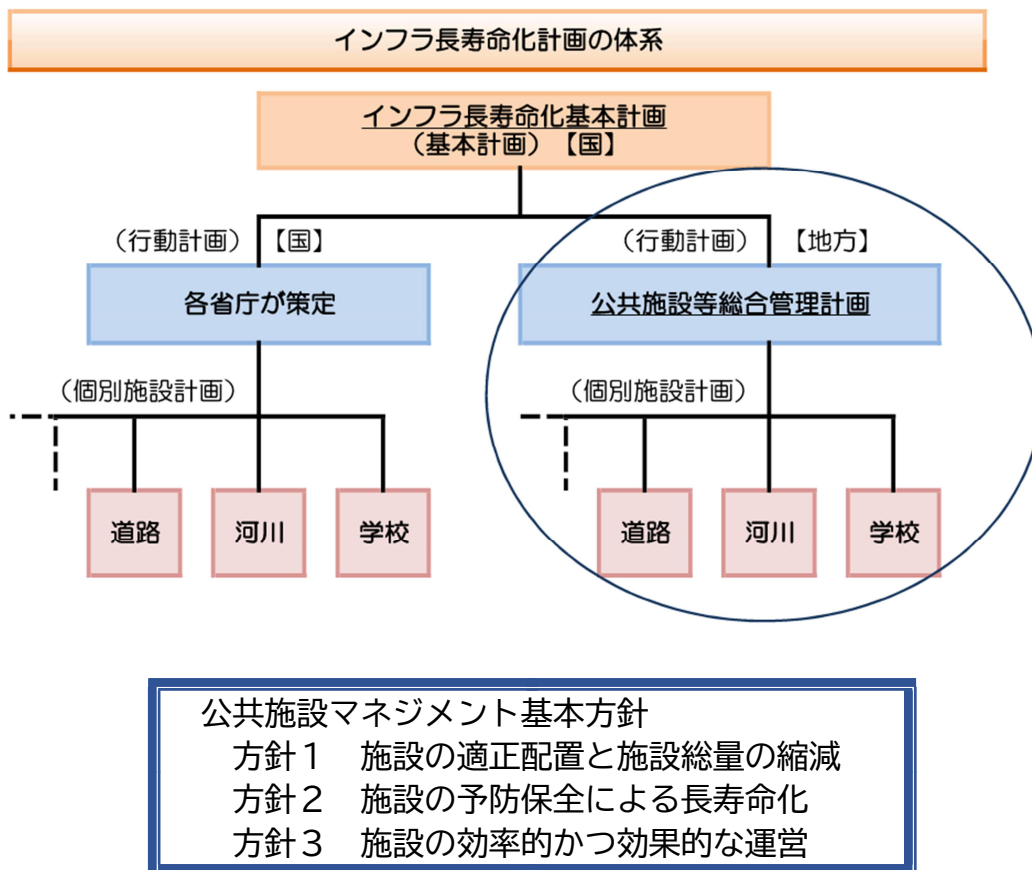 インフラ長寿命化計画の体系
インフラ長寿命化基本計画
（基本計画）【国】
（行動計画）【国】
（行動計画）【地方】
各省庁が策定
公共施設等総合管理計画
（個別施設計画）
（個別施設計画）
道路
河川
学校
道路
河川
学校
公共施設マネジメント基本方針
方針１　施設の適正配置と施設総量の縮減
方針２　施設の予防保全による長寿命化
方針３　施設の効率的かつ効果的な運営